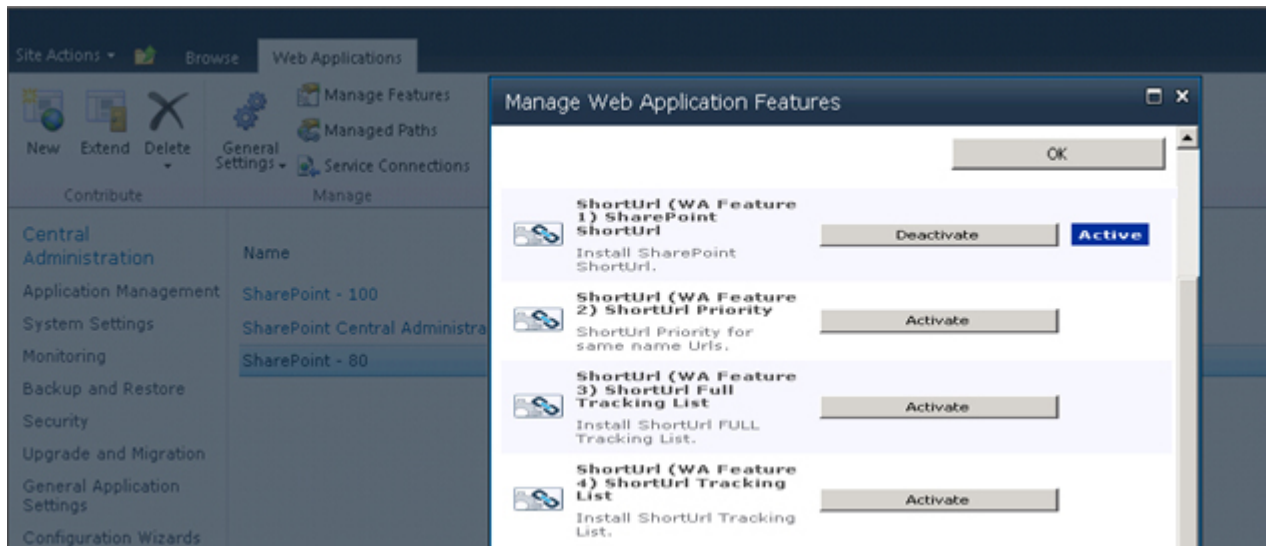 Site Actions
Browse
Web Applications
New
Extend
Delete
General
Settings
Manage Features
Managed Paths
Service Connections
Contribute
Manage
Central
Administration
Application Management
System Settings
Monitoring
Backup and Restore
Security
Upgrade and Migration
General Application
Settings
Configuration Wizards
Name
SharePoint - 100
SharePoint Central Administra
SharePoint - 80
Manage Web Application Features
OK
ShortUrl (WA Feature
1) SharePoint
ShortUrl
Install SharePoint
ShortUrl.
Deactivate
Active
ShortUrl (WA Feature
2) ShortUrl Priority
ShortUrl Priority for
same name Urls.
Activate
ShortUrl (WA Feature
3) ShortUrl Full
Tracking List
Install ShortUrl FULL
Tracking List.
Activate
ShortUrl (WA Feature
4) ShortUrl Tracking
List
Install ShortUrl Tracking
List.
Activate